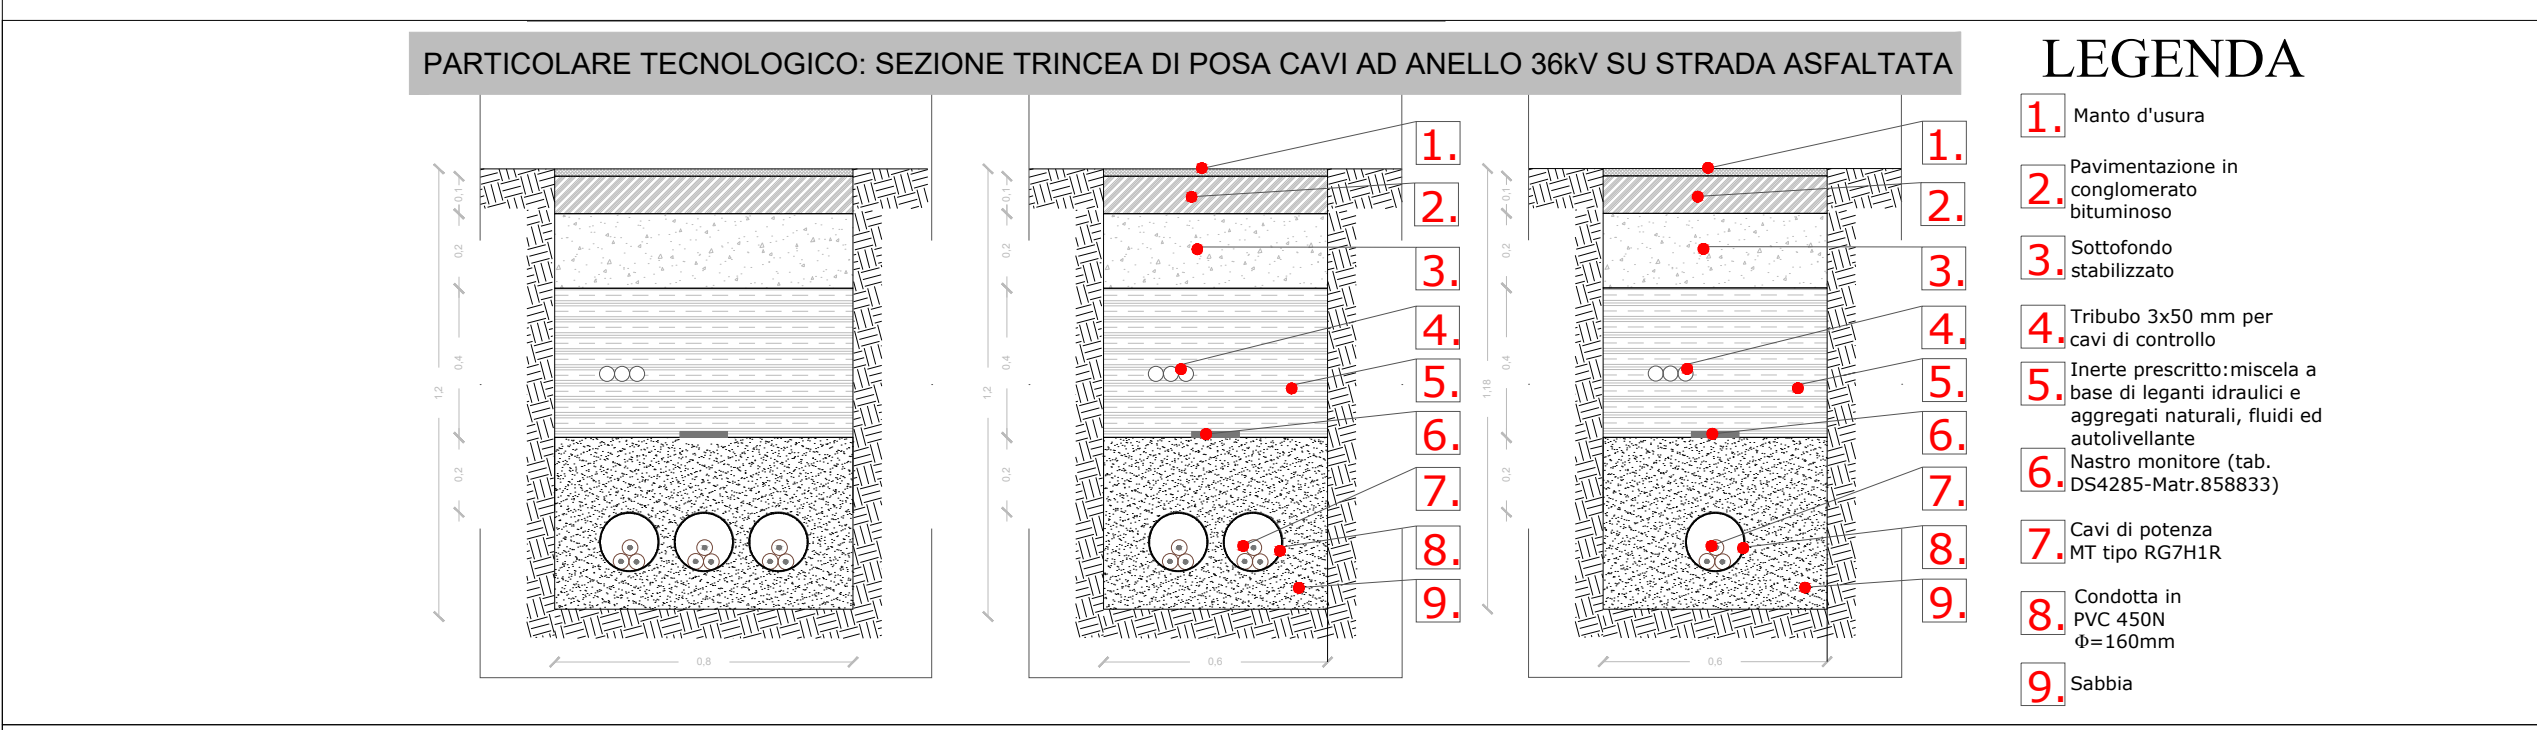 PARTICOLARE TECNOLOGICO: SEZIONE TRINCEA DI POSA CAVI AD ANELLO 36kV SU STRADA ASFALTATA
1,2
0,1
0,2
0,4
0,2
0,8
1,2
0,1
0,2
0,4
0,2
0,6
1.
2.
3.
4.
5.
6.
7.
8.
9.
1,18
0,1
0,2
0,4
0,2
0,6
1.
2.
3.
4.
5.
6.
7.
8.
9.
LEGENDA
1. Manto d'usura
2. Pavimentazione in
conglomerato
bituminoso
3. Sottofondo
stabilizzato
4. Tribubo 3x50 mm per
cavi di controllo
5. Inerte prescritto:miscela a
base di leganti idraulici e
aggregati naturali, fluidi ed
autolivellante
6. Nastro monitore (tab.
DS4285-Matr.858833)
7. Cavi di potenza
MT tipo RG7H1R
8. Condotta in
PVC 450N
Φ=160mm
9. Sabbia